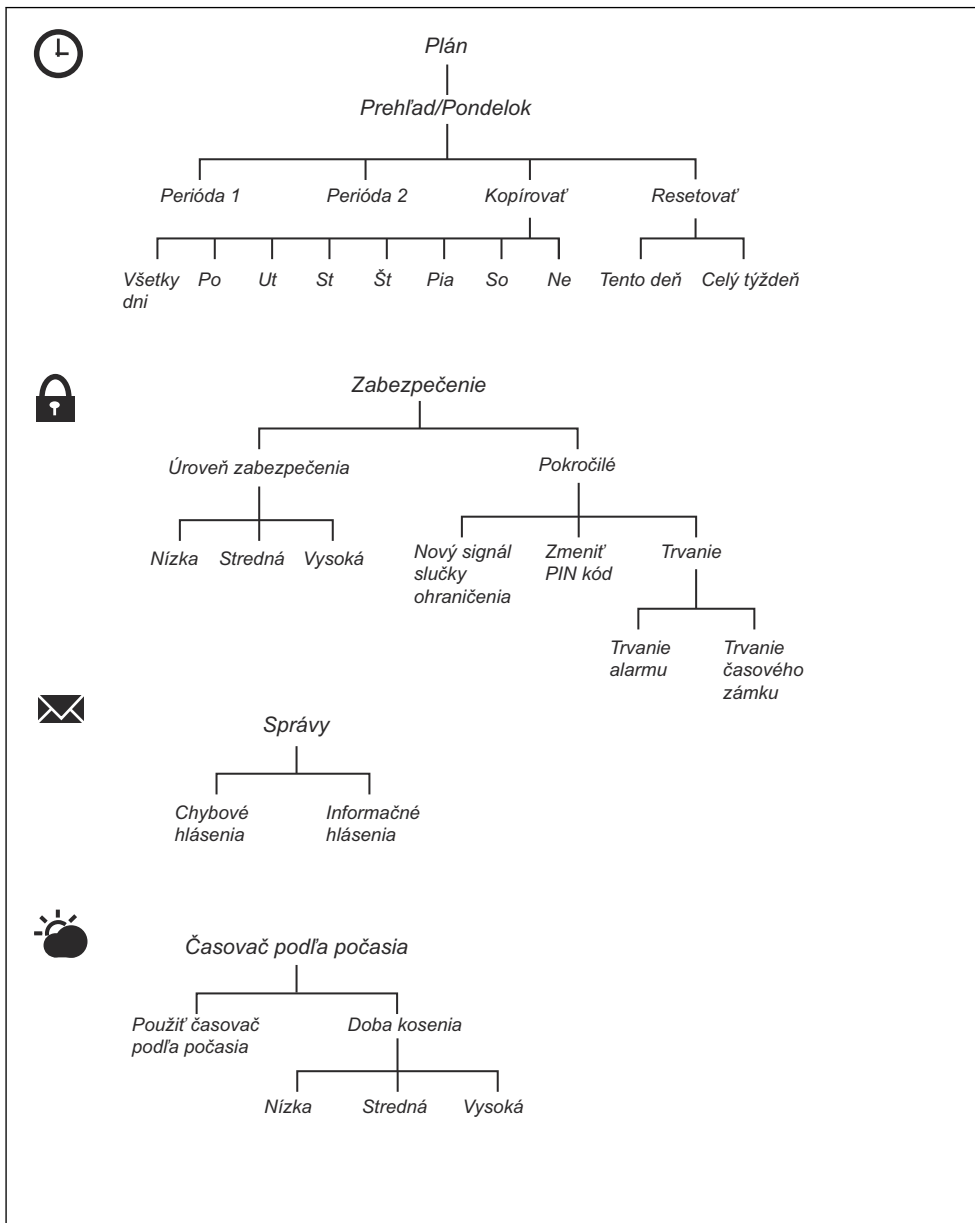 Plán
Prehľad/Pondelok
Perióda 1 Perióda 2 Kopírovať Resetovať
Všetky dni Po Ut St Št Pia So Ne Tento deň Celý týždeň
Zabezpečenie
Úroveň zabezpečenia Pokročilé
Nízka Stredná Vysoká
Nový signál slučky ohraničenia
Zmeniť PIN kód
Trvanie
Trvanie alarmu
Trvanie časového zámku
Správy
Chybové hlásenia
Informačné hlásenia
Časovač podľa počasia
Použiť časovač podľa počasia
Doba kosenia
Nízka Stredná Vysoká